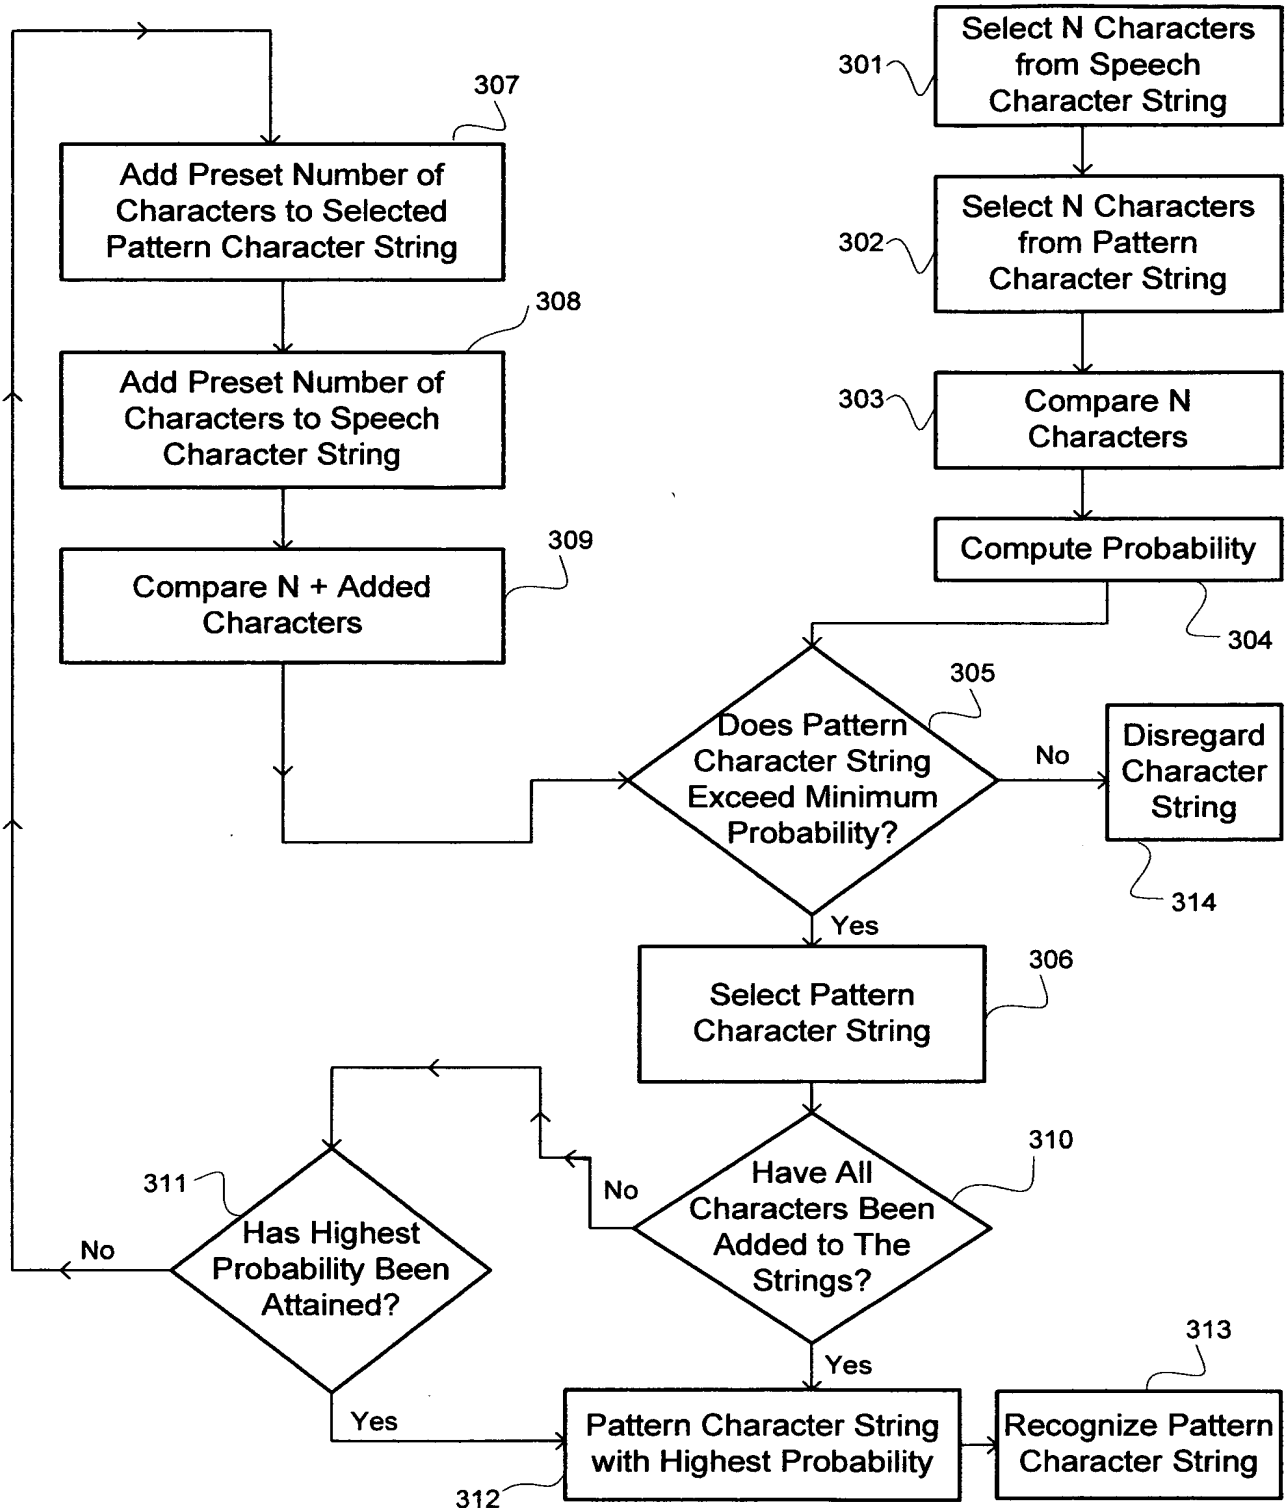 301
Select N Characters
from Speech
Character String
302
Select N Characters
from Pattern
Character String
303
Compare N
Characters
Compute Probability
304
305
Does Pattern
Character String
Exceed Minimum
Probability?
No
Disregard
Character
String
314
Yes
306
Select Pattern
Character String
307
Add Preset Number of
Characters to Selected
Pattern Character String
308
Add Preset Number of
Characters to Speech
Character String
309
Compare N + Added
Characters
310
Have All
Characters Been
Added to The
Strings?
No
Yes
311
Has Highest
Probability Been
Attained?
No
Yes
Pattern Character String
with Highest Probability
312
313
Recognize Pattern
Character String